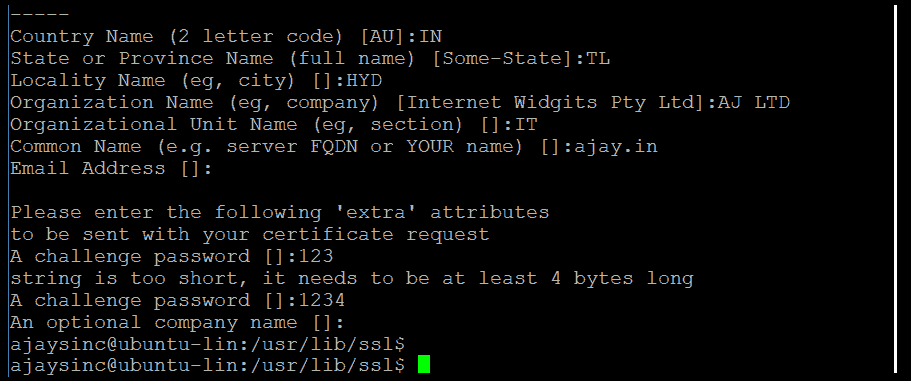 -----
Country Name (2 letter code) [AU]:IN
State or Province Name (full name) [Some-State]:TL
Locality Name (eg, city) []:HYD
Organization Name (eg, company) [Internet Widgits Pty Ltd]:AJ LTD
Organizational Unit Name (eg, section) []:IT
Common Name (e.g. server FQDN or YOUR name) []:ajay.in
Email Address []:

Please enter the following 'extra' attributes
to be sent with your certificate request
A challenge password []:123
string is too short, it needs to be at least 4 bytes long
A challenge password []:1234
An optional company name []:
ajaysinc@ubuntu-lin:/usr/lib/ssl$
ajaysinc@ubuntu-lin:/usr/lib/ssl$